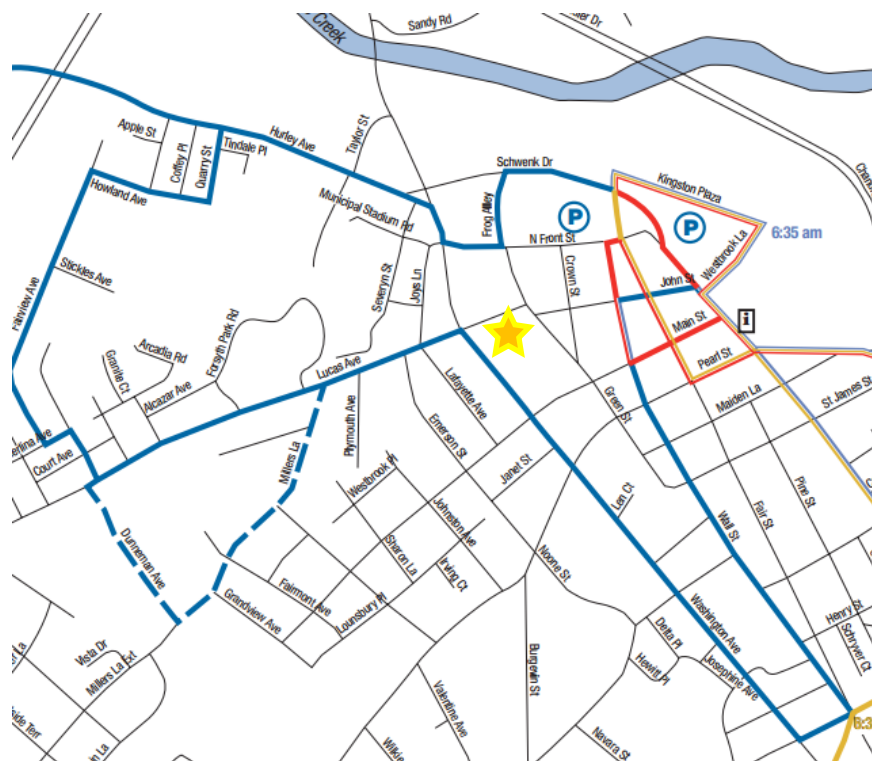 Sandy Rd
Creek
Taylor St
Apple St
Coffey Pl
Quarry St
Tindale Pl
Hurley Ave
Schwenk Dr
Kingston Plaza
Howland Ave
Municipal Stadium Rd
Frog Alley
P
P
6:35 am
N Front St
Westbrook La
Stickles Ave
Severyn St
Joys Ln
Crown St
John St
Fairview Ave
i
Main St
Arcadia Rd
Forsyth Park Rd
Granite Ct
Lucas Ave
Pearl St
Alcazar Ave
Lafayette Ave
Green St
Maiden La
St James St
Plymouth Ave
Emerson St
Court Ave
Millers La
Janet St
Westbrook Pl
Johnston Ave
Len Ct
Wall St
Fair St
Pine St
Dunneman Ave
Sharon La
Irving Ct
Noone St
Fairmont Ave
Lounsbury Pl
Grandview Ave
Washington Ave
Henry St
Schryver Ct
Delta Pl
Hewitt Pl
Josephine Ave
Vista Dr
Millers La Ext
Burgevin St
Valentine Ave
Navara St